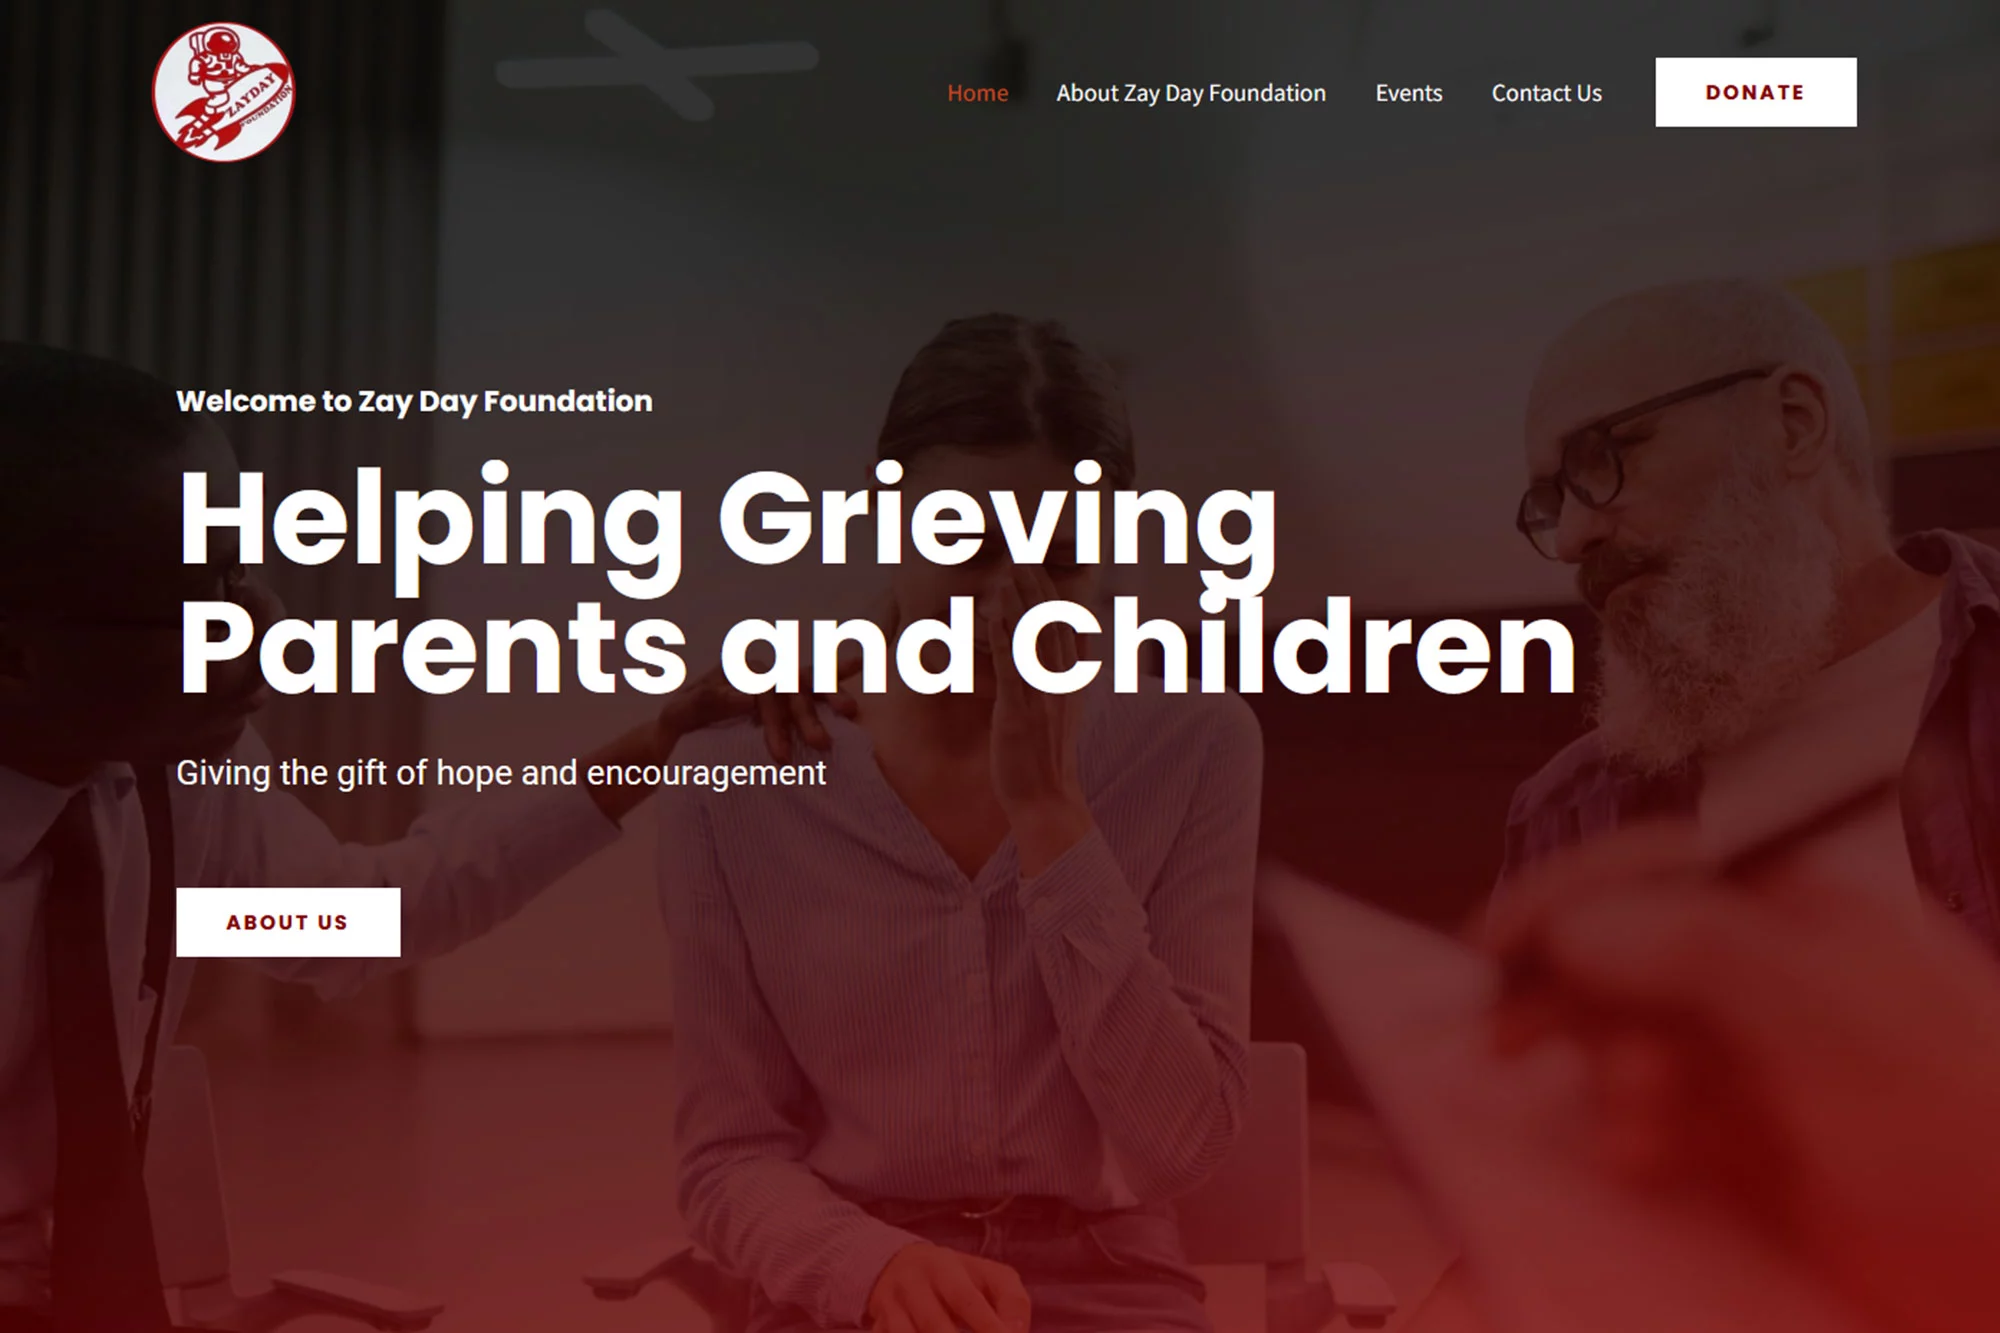 ZAYDAY
FOUNDATION
Home
About Zay Day Foundation
Events
Contact Us
DONATE
Welcome to Zay Day Foundation
Helping Grieving
Parents and Children
Giving the gift of hope and encouragement
ABOUT US